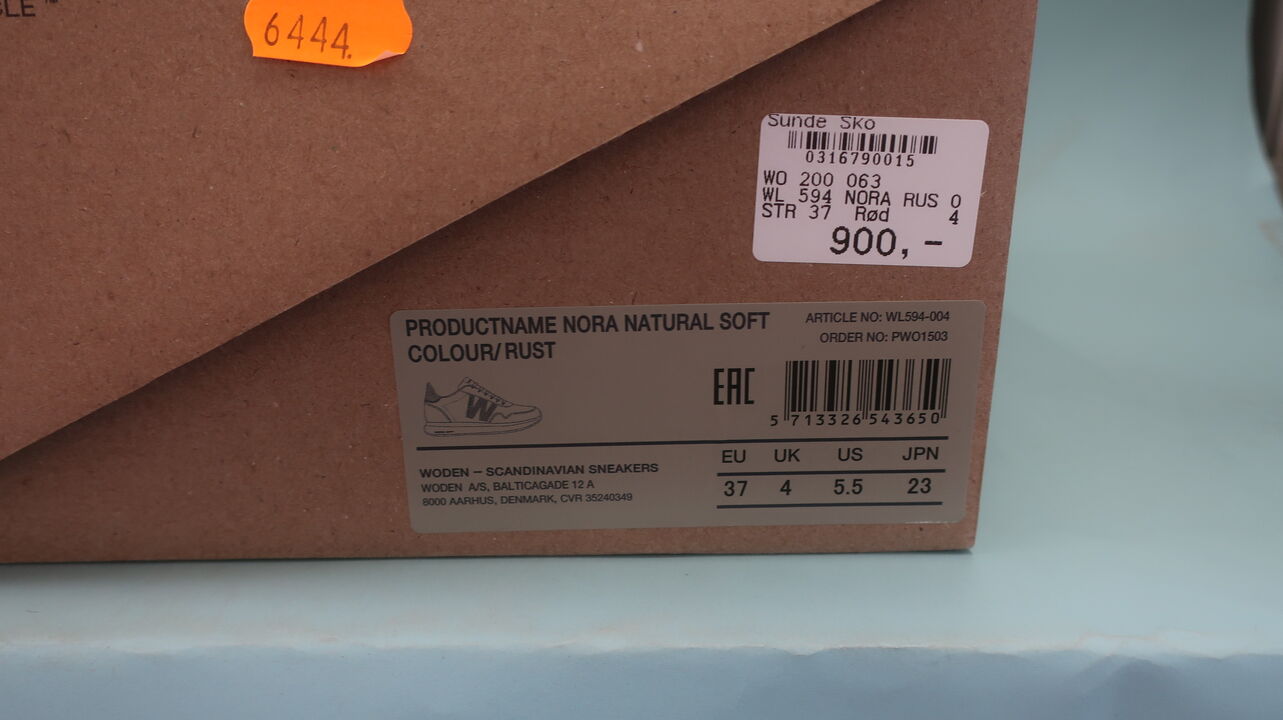 CLE ™
6444.
Sunde Sko
0316790015
WO 200 063
WL 594 NORA RUS 0
STR 37 Rød 4
900,-
PRODUCTNAME NORA NATURAL SOFT
COLOUR/ RUST
ARTICLE NO: WL594-004
ORDER NO: PWO1503
W
EAC
5 713326 543650
WODEN – SCANDINAVIAN SNEAKERS
WODEN A/S, BALTICAGADE 12 A
8000 AARHUS, DENMARK, CVR 35240349
EU UK US JPN
37 4 5.5 23